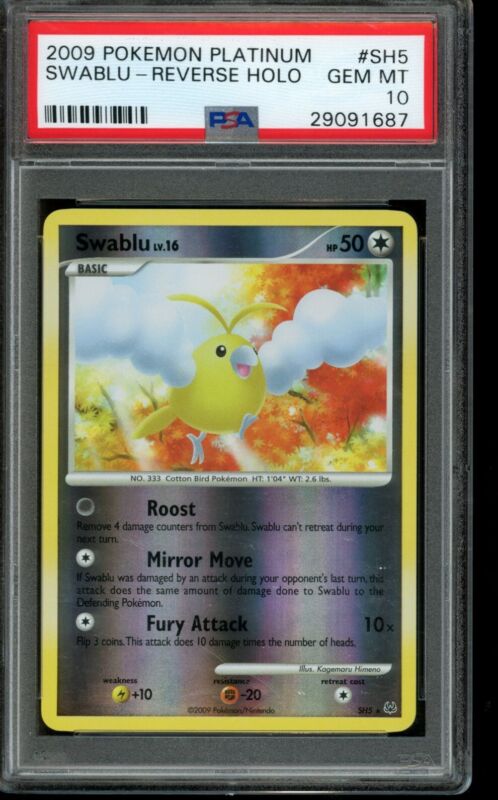 2009 POKEMON PLATINUM #SH5
SWABLU - REVERSE HOLO GEM MT
10
PSA 29091687
Swablu LV.16 HP 50
BASIC
NO. 333 Cotton Bird Pokémon HT: 1'04" WT: 2.6 lbs.
Roost
Remove 4 damage counters from Swablu. Swablu can't retreat during your
next turn.
Mirror Move
If Swablu was damaged by an attack during your opponent's last turn, this
attack does the same amount of damage done to Swablu to the
Defending Pokémon.
Fury Attack 10x
Flip 3 coins. This attack does 10 damage times the number of heads.
Illus. Kagemaru Himeno
weakness resistance retreat cost
+10 -20
©2009 Pokémon/Nintendo SH5 ★
PSA